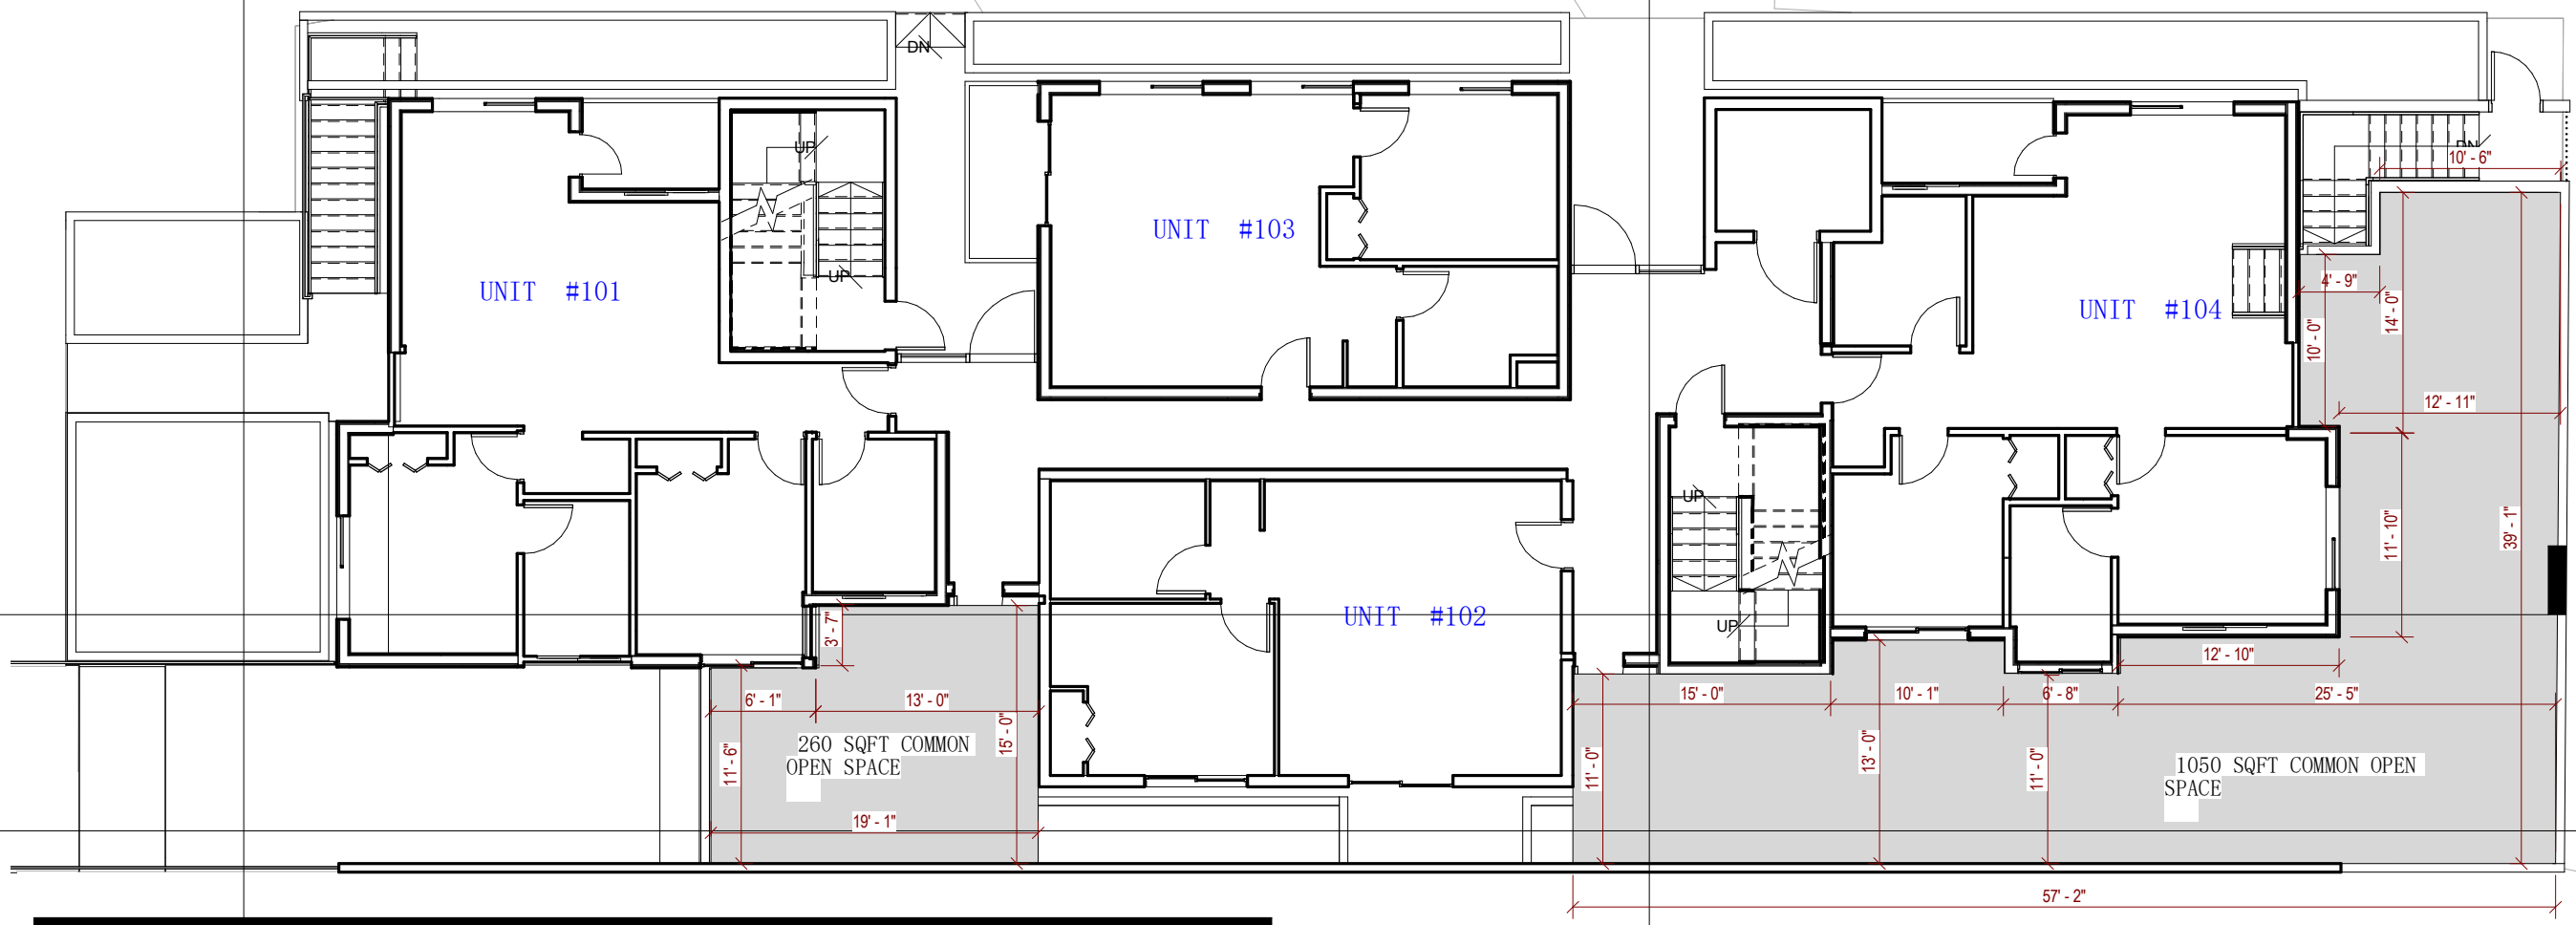 DN
UP
UP
UNIT #101
UNIT #103
UNIT #104
DN
10' - 6"
4' - 9"
14' - 0"
10' - 0"
12' - 11"
11' - 10"
39' - 1"
UP
UP
UNIT #102
3' - 7"
12' - 10"
6' - 1"
13' - 0"
15' - 0"
10' - 1"
6' - 8"
25' - 5"
11' - 6"
15' - 0"
260 SQFT COMMON
OPEN SPACE
11' - 0"
13' - 0"
11' - 0"
1050 SQFT COMMON OPEN
SPACE
19' - 1"
57' - 2"